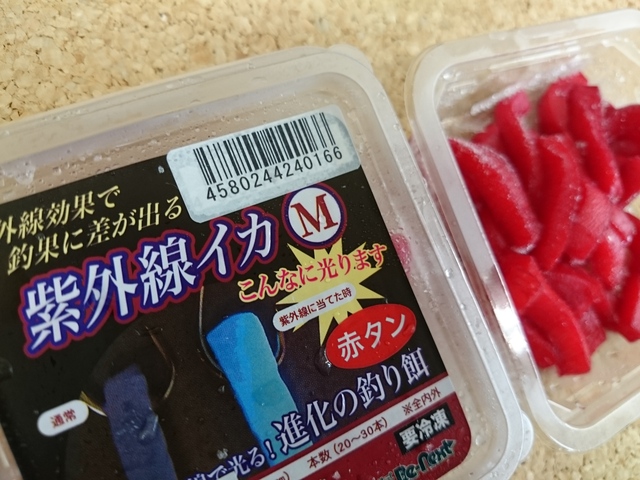 4580244240166
外線効果で
釣果に差が出る
紫外線イカ M
こんなに光ります
紫外線に当てた時
赤タン
通常
で光る!進化の釣り餌
本数(20〜30本) ※全内外
要冷凍
Be-Next